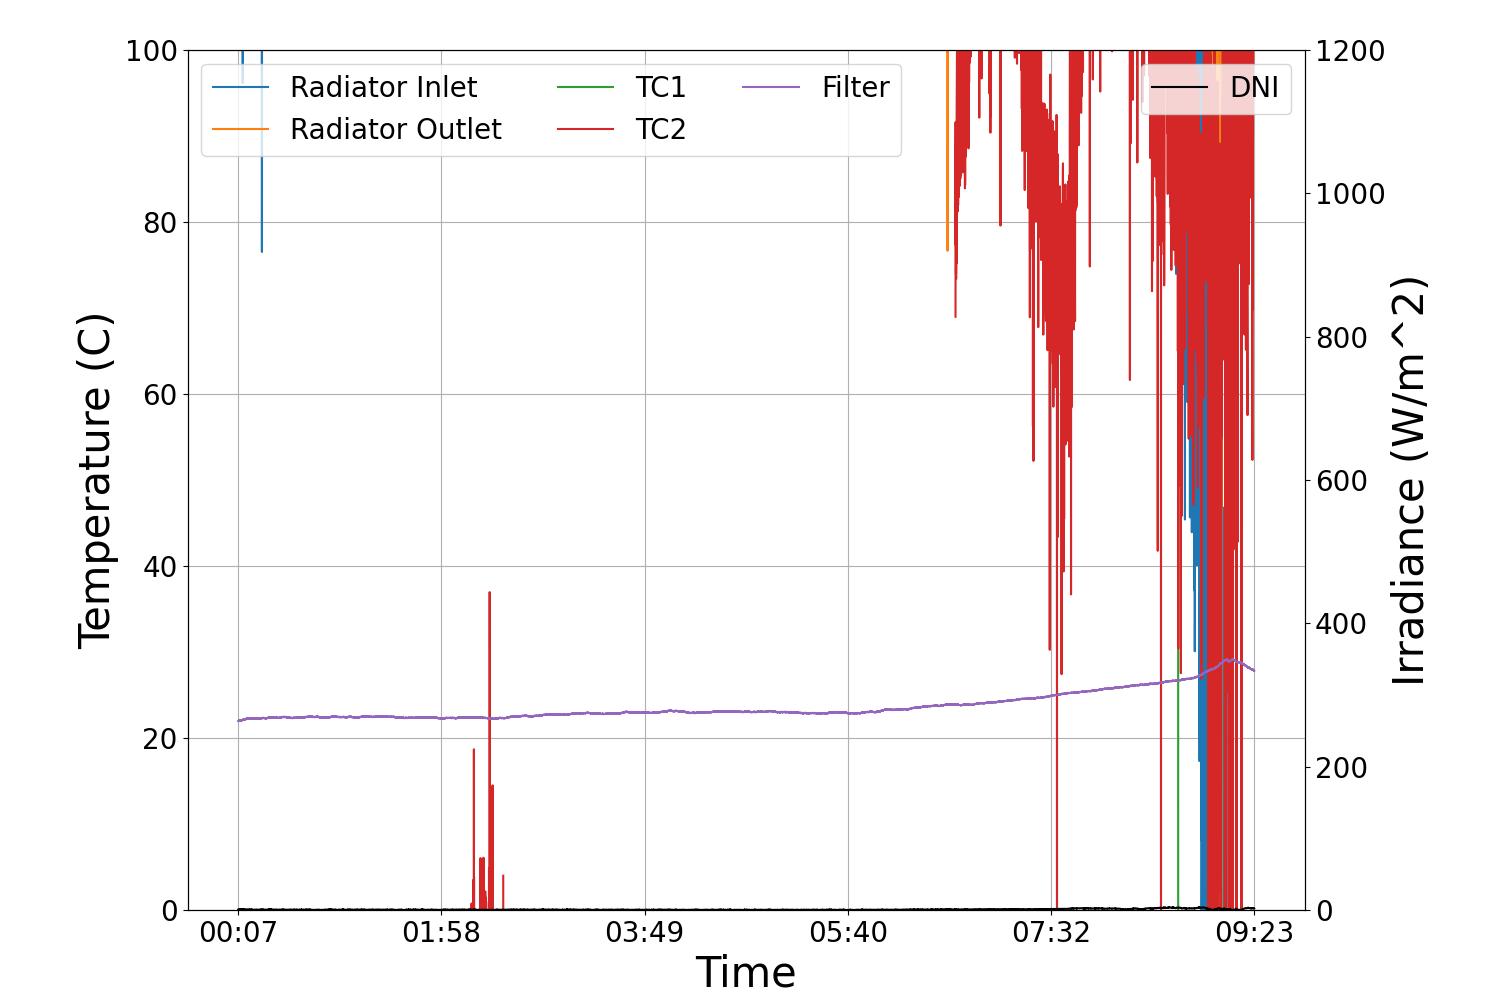 100
80
60
40
20
0
Temperature (C)
Radiator Inlet
Radiator Outlet
TC1
TC2
Filter
DNI
1200
1000
800
600
400
200
0
Irradiance (W/m^2)
00:07 01:58 03:49 05:40 07:32 09:23
Time